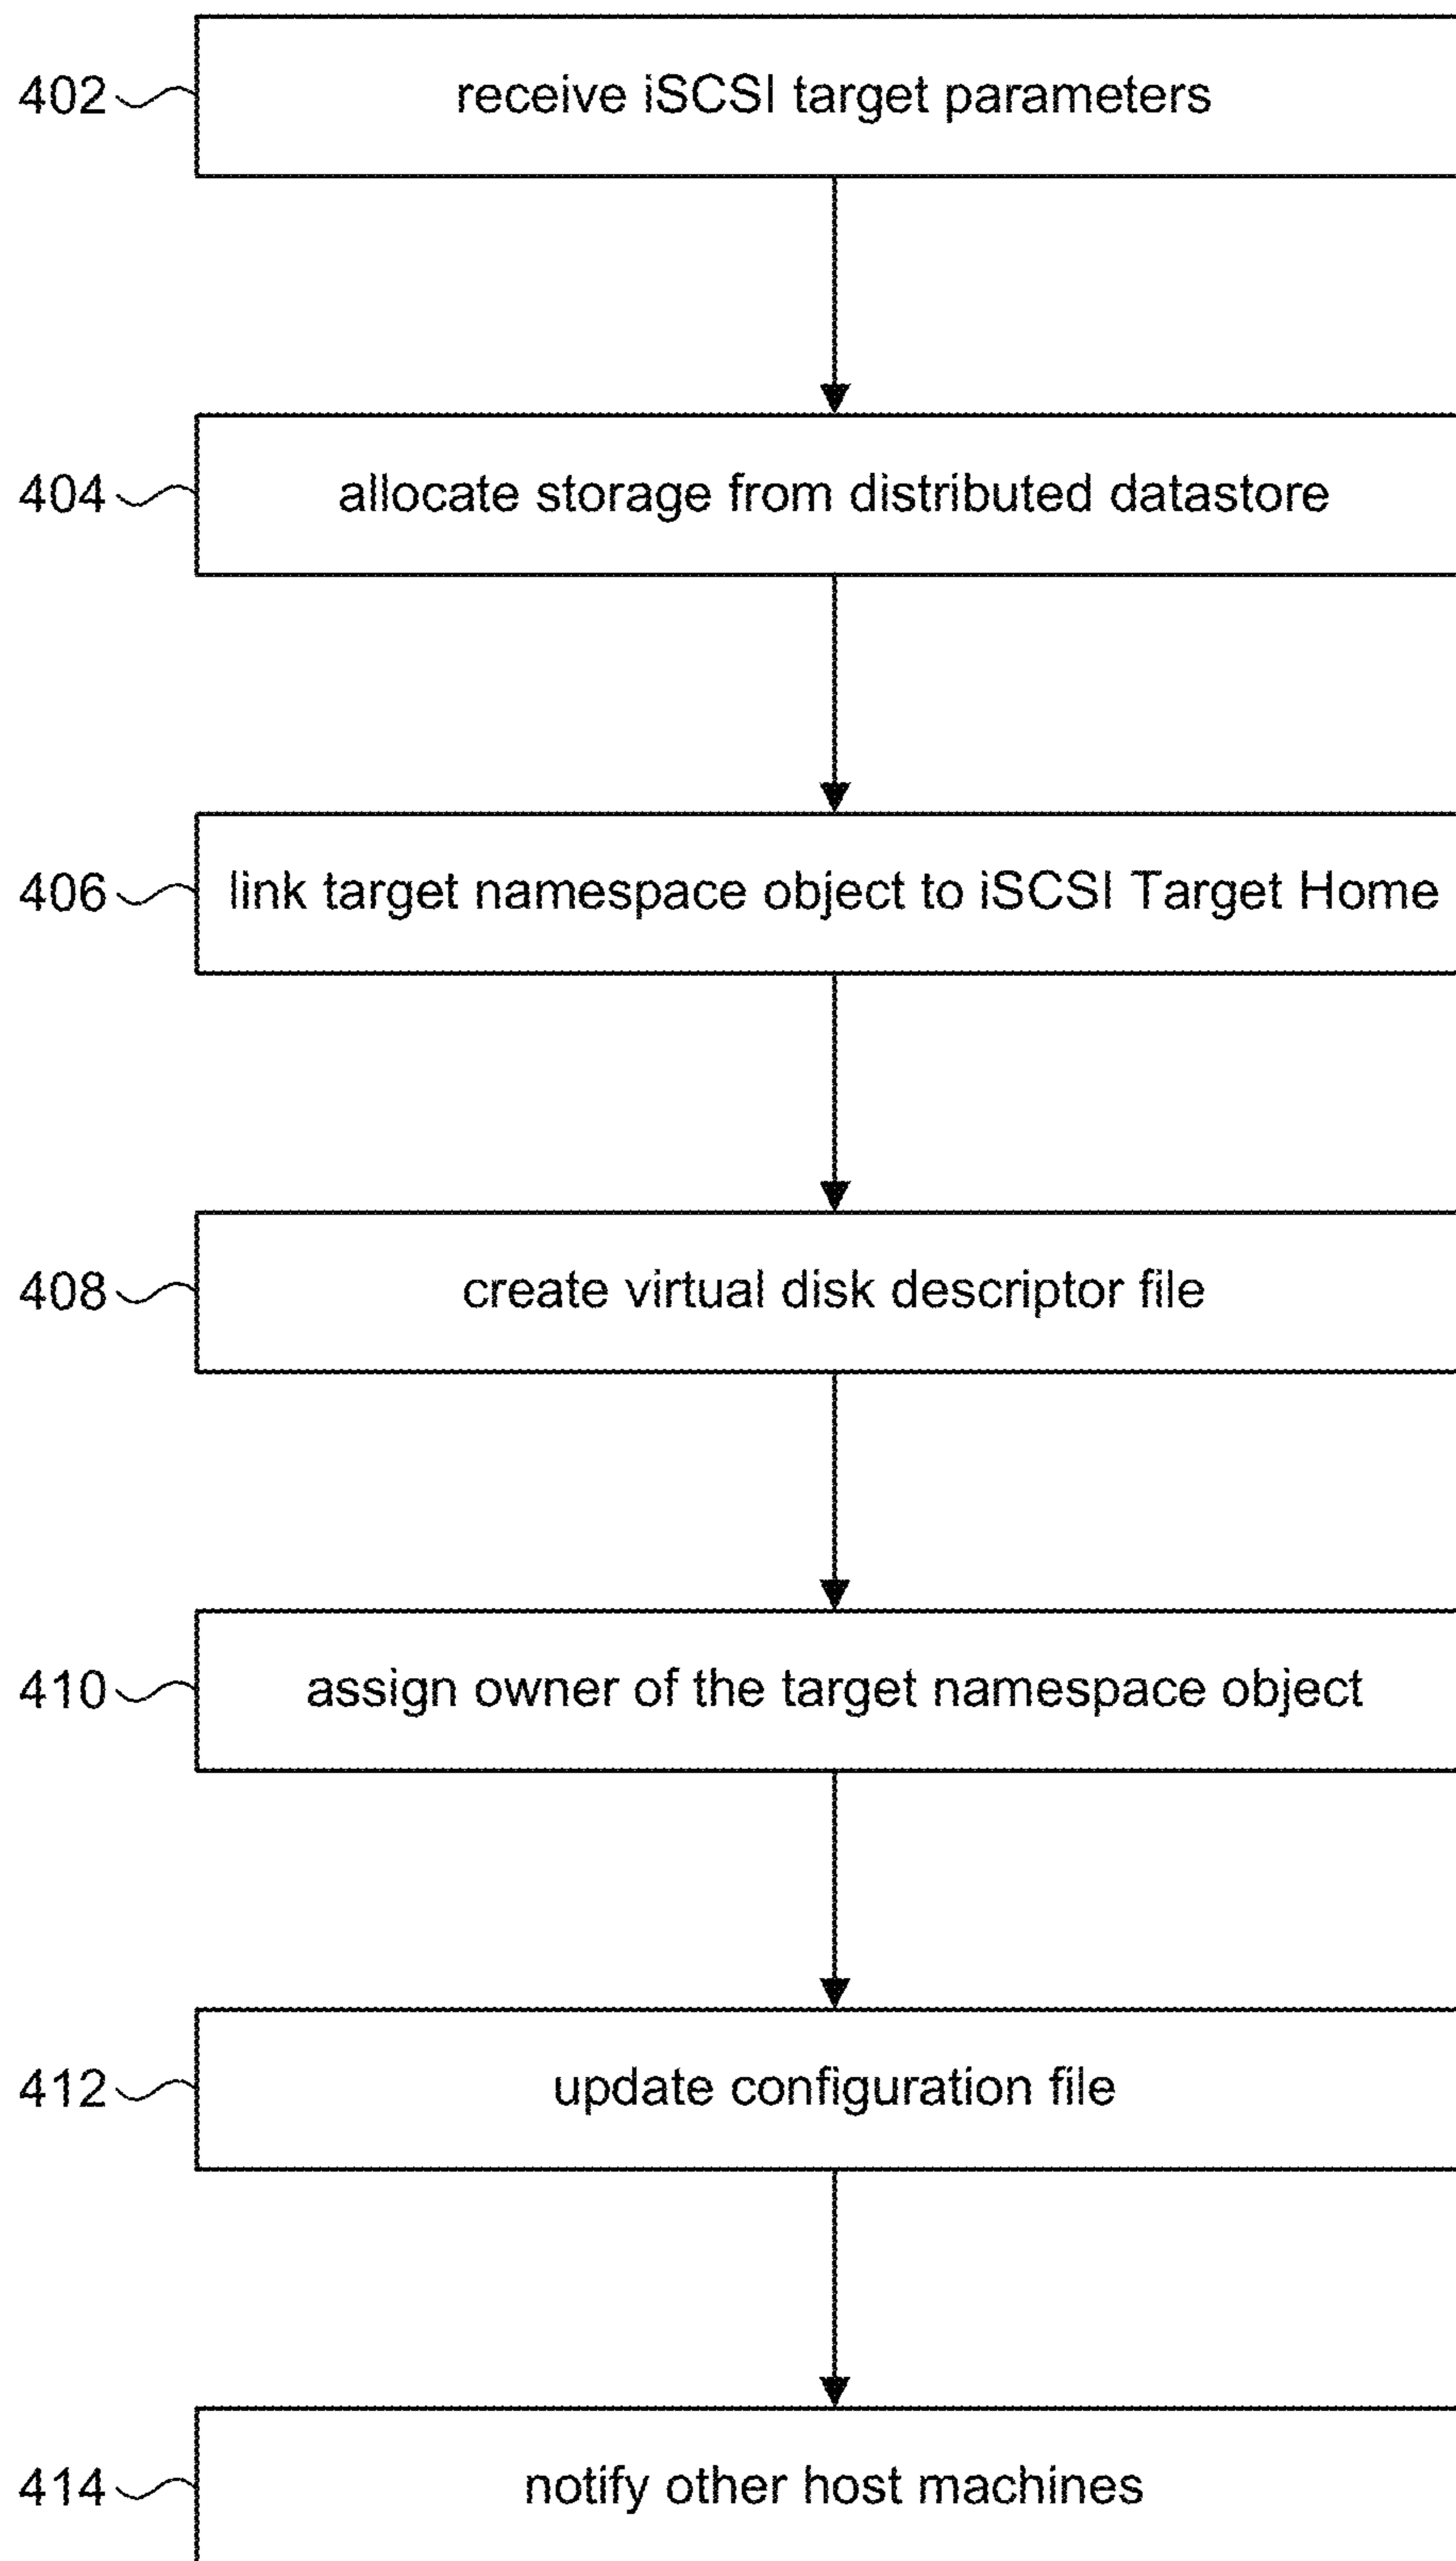 402 receive iSCSI target parameters
404 allocate storage from distributed datastore
406 link target namespace object to iSCSI Target Home
408 create virtual disk descriptor file
410 assign owner of the target namespace object
412 update configuration file
414 notify other host machines